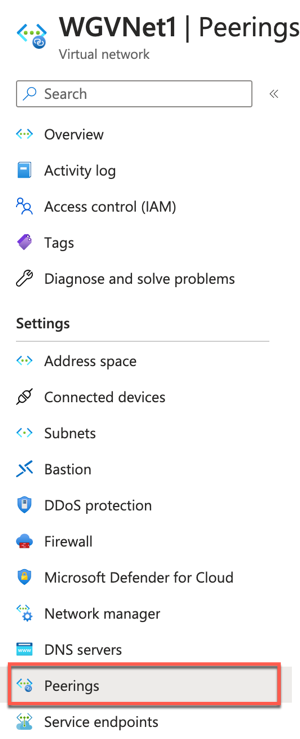 WGVNet1 | Peerings
Virtual network
Search
Overview
Activity log
Access control (IAM)
Tags
Diagnose and solve problems
Settings
Address space
Connected devices
Subnets
Bastion
DDoS protection
Firewall
Microsoft Defender for Cloud
Network manager
DNS servers
Peerings
Service endpoints